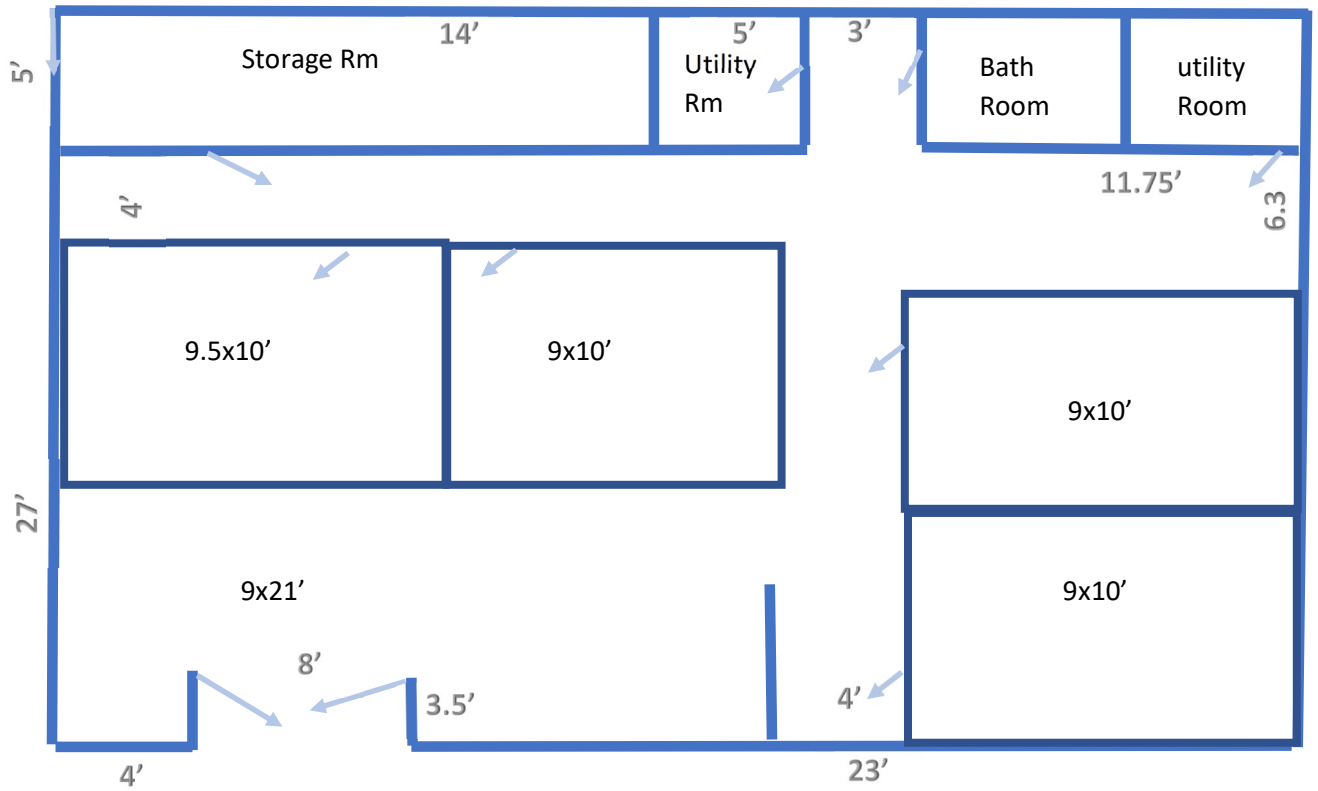 14’
5’
3’
5’
Storage Rm
Utility
Rm
Bath
Room
utility
Room
4’
11.75’
6.3
9.5x10’
9x10’
9x10’
27’
9x21’
9x10’
8’
3.5’
4’
4’
23’